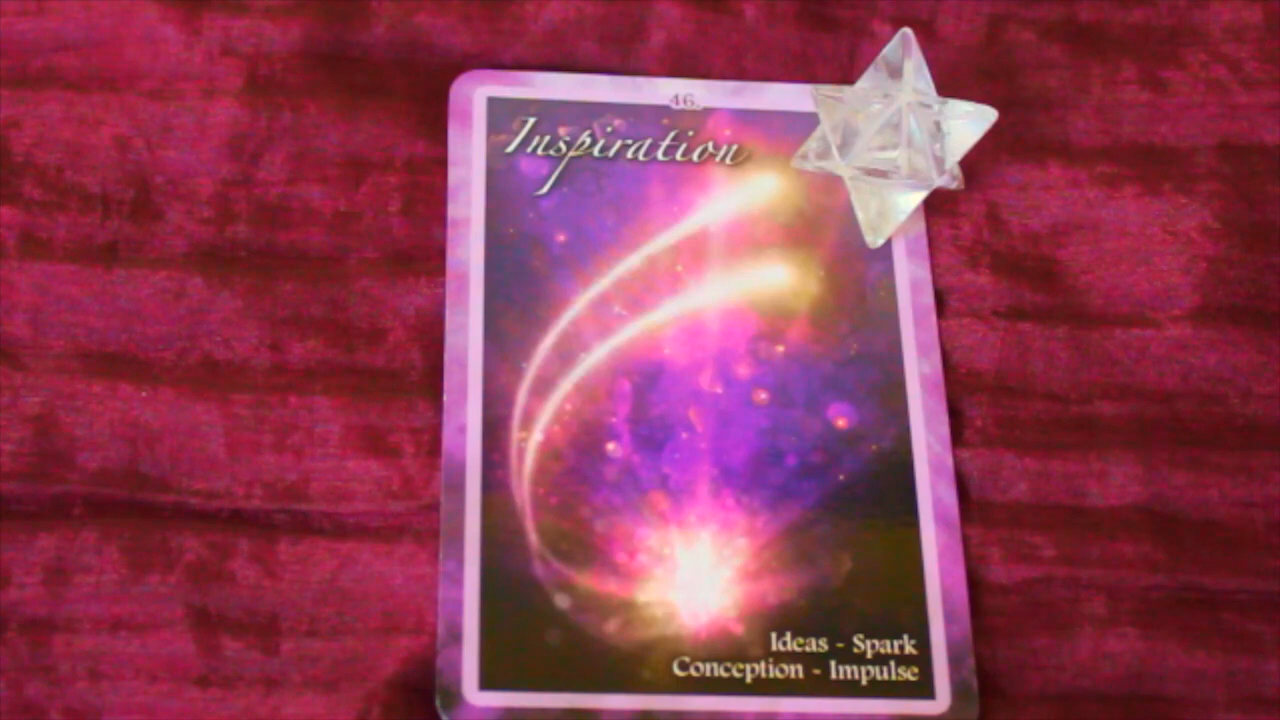 46.
Inspiration
Ideas - Spark
Conception - Impulse